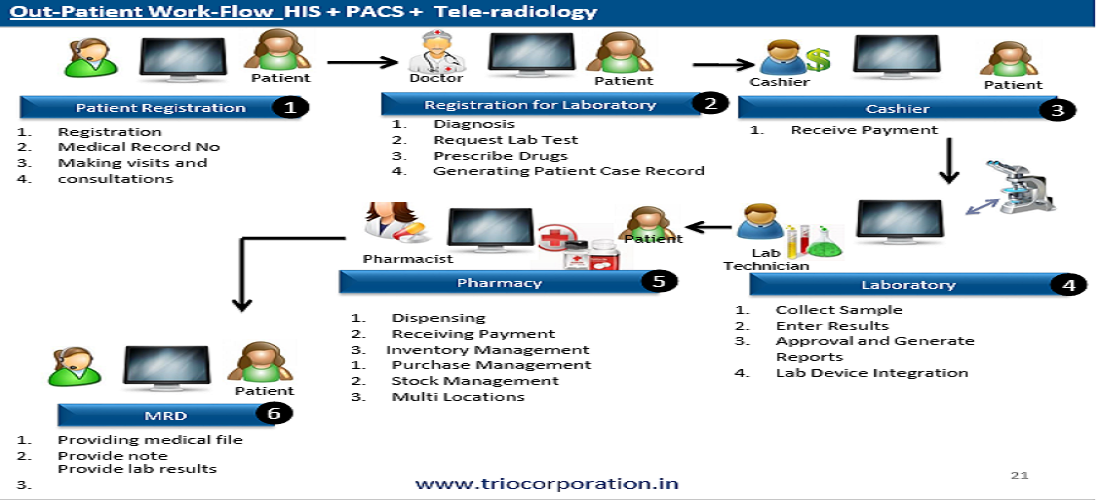 Out-Patient Work-Flow HIS + PACS + Tele-radiology
Patient
Patient Registration 1
1. Registration
2. Medical Record No
3. Making visits and
4. consultations
Doctor
Patient
Registration for Laboratory 2
1. Diagnosis
2. Request Lab Test
3. Prescribe Drugs
4. Generating Patient Case Record
Cashier
$
Patient
Cashier 3
1. Receive Payment
Lab
Technician
Laboratory 4
1. Collect Sample
2. Enter Results
3. Approval and Generate
Reports
4. Lab Device Integration
Pharmacist
Patient
Pharmacy 5
1. Dispensing
2. Receiving Payment
3. Inventory Management
1. Purchase Management
2. Stock Management
3. Multi Locations
Patient
MRD 6
1. Providing medical file
2. Provide note
Provide lab results
3.
www.triocorporation.in
21